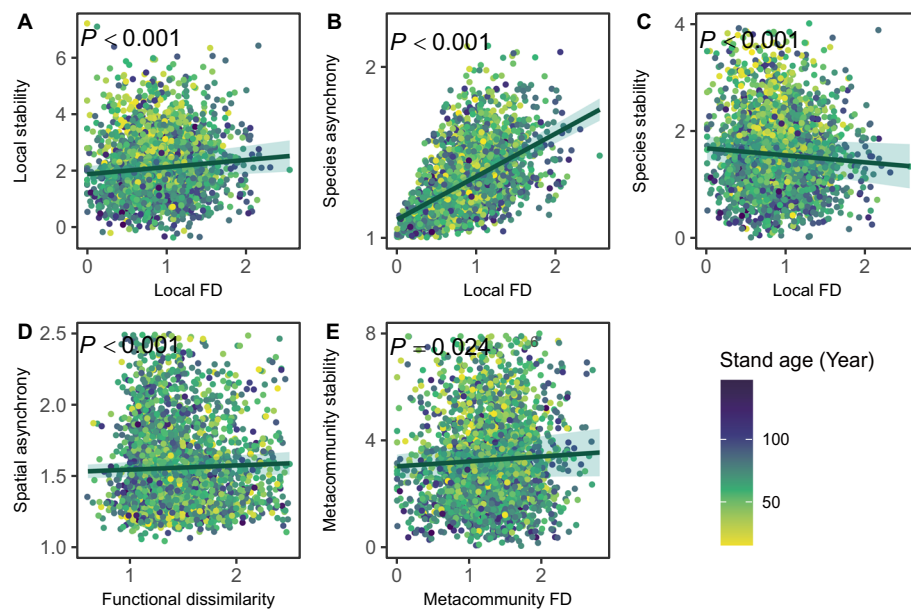 A
P < 0.001
Local stability
6
4
2
0
0
1
2
Local FD
B
P < 0.001
Species asynchrony
2
1
0
1
2
Local FD
C
P < 0.001
Species stability
4
2
0
0
1
2
Local FD
D
P < 0.001
Spatial asynchrony
2.5
2.0
1.5
1.0
1
2
Functional dissimilarity
E
P = 0.024
6
Metacommunity stability
8
4
0
0
1
2
Metacommunity FD
Stand age (Year)
100
50